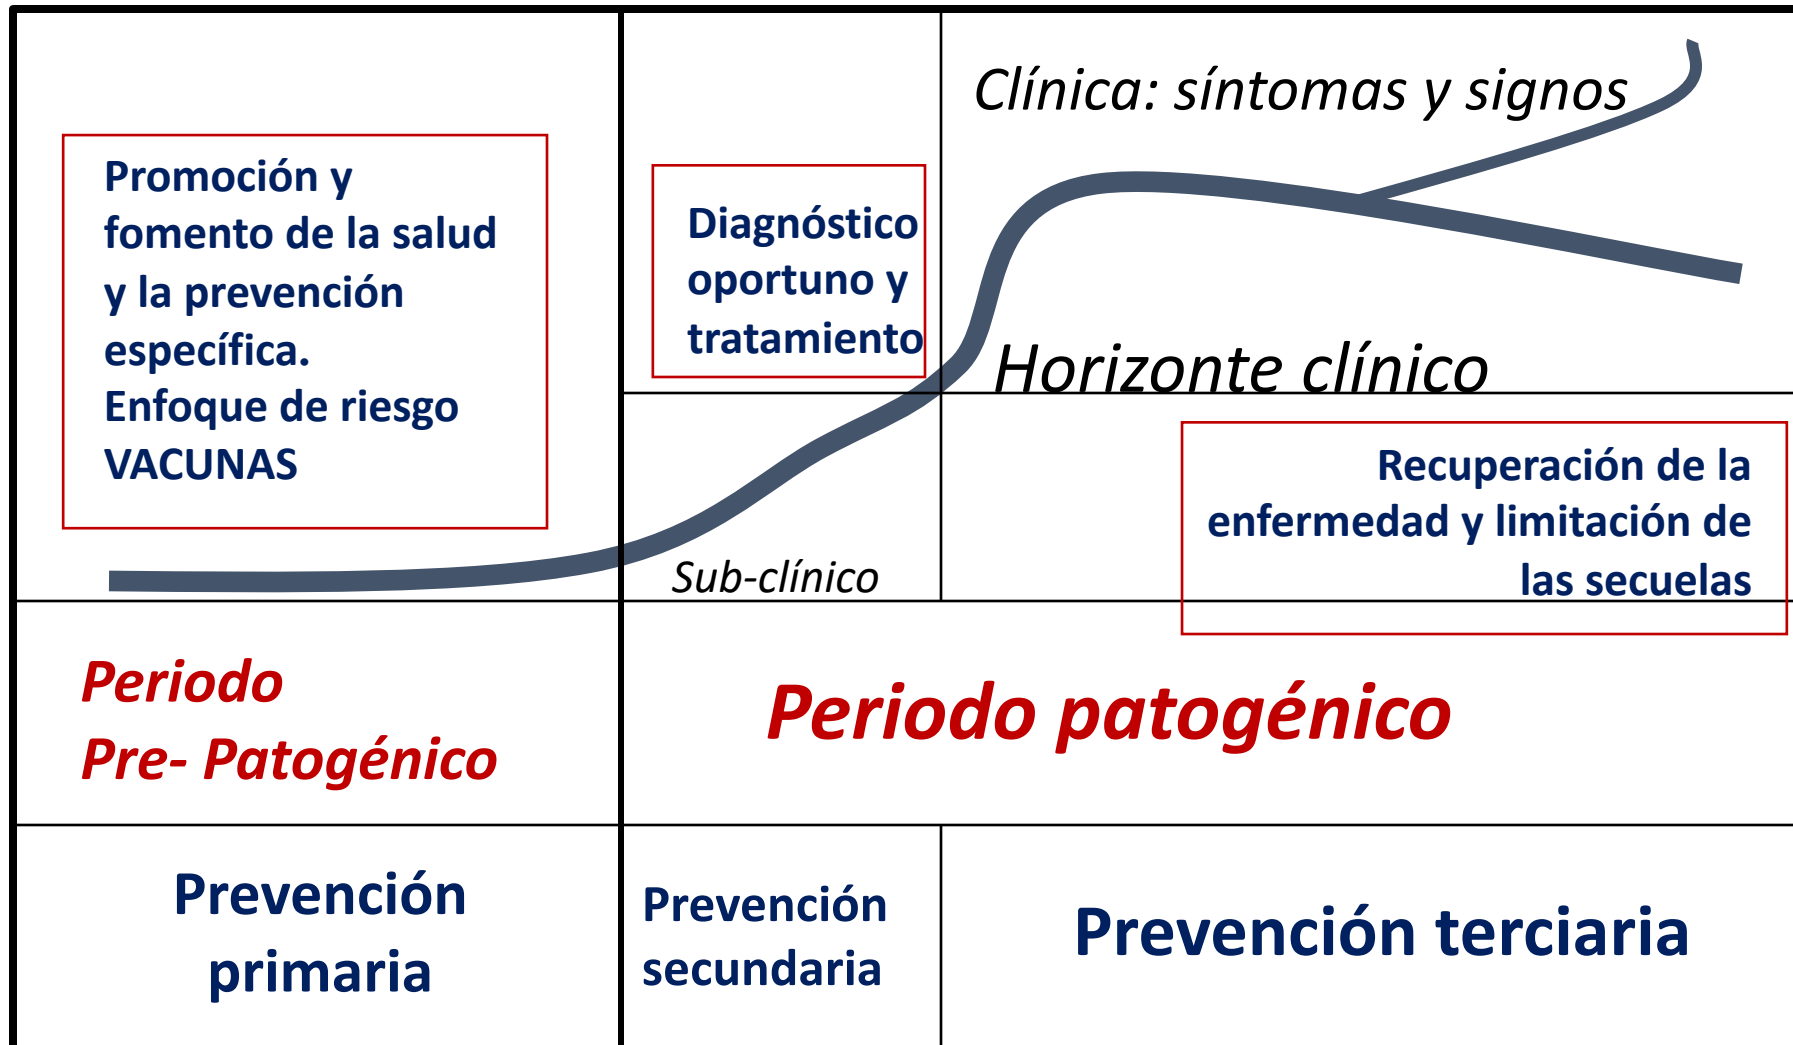 Promoción y
fomento de la salud
y la prevención
específica.
Enfoque de riesgo
VACUNAS
Diagnóstico
oportuno y
tratamiento
Clínica: síntomas y signos
Horizonte clínico
Recuperación de la
enfermedad y limitación de
las secuelas
Sub-clínico
Periodo
Pre- Patogénico
Periodo patogénico
Prevención
primaria
Prevención
secundaria
Prevención terciaria